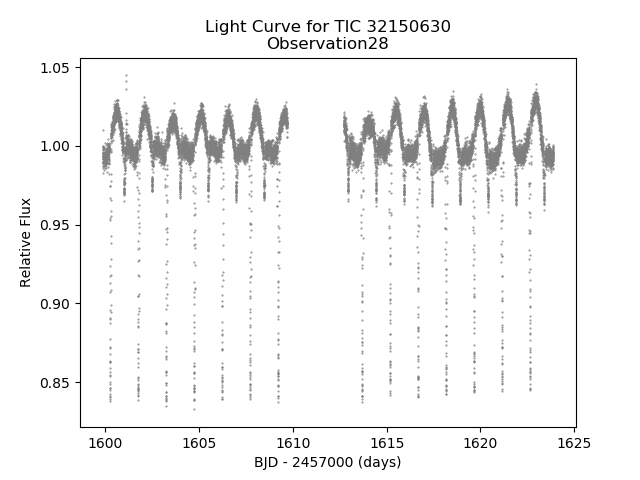 Light Curve for TIC 32150630
Observation28
1.05
1.00
0.95
0.90
0.85
Relative Flux
1600
1605
1610
1615
1620
1625
BJD - 2457000 (days)